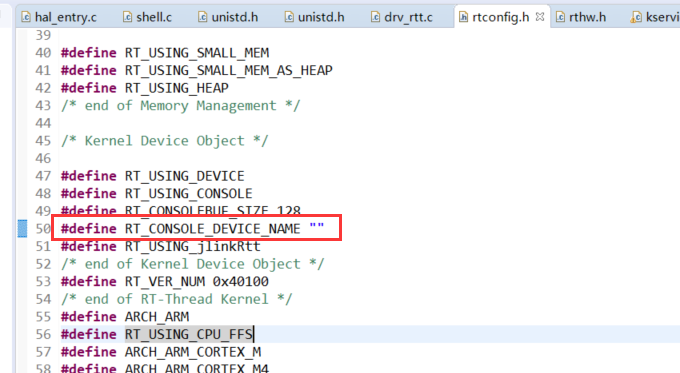 hal_entry.c shell.c unistd.h unistd.h drv_rtt.c rtconfig.h rthw.h kservi
39
40 #define RT_USING_SMALL_MEM
41 #define RT_USING_SMALL_MEM_AS_HEAP
42 #define RT_USING_HEAP
43 /* end of Memory Management */
44
45 /* Kernel Device Object */
46
47 #define RT_USING_DEVICE
48 #define RT_USING_CONSOLE
49 #define RT_CONSOLEBUF_SIZE 128
50 #define RT_CONSOLE_DEVICE_NAME ""
51 #define RT_USING_jlinkRtt
52 /* end of Kernel Device Object */
53 #define RT_VER_NUM 0x40100
54 /* end of RT-Thread Kernel */
55 #define ARCH_ARM
56 #define RT_USING_CPU_FFS
57 #define ARCH_ARM_CORTEX_M
58 #define ARCH_ARM_CORTEX_M4